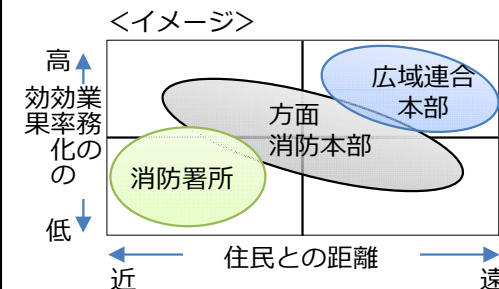 ＜イメージ＞
高
業務の
効率化の
効果
低
広域連合
本部
方面
消防本部
消防署所
住民との距離
近
遠